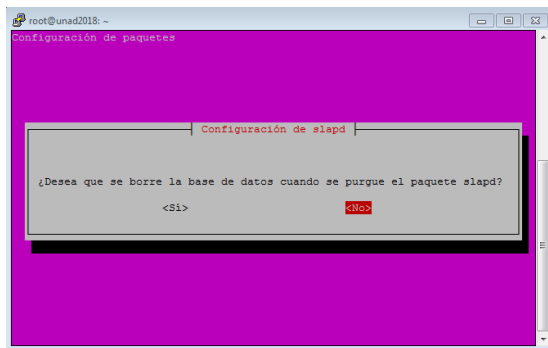 root@unad2018: ~
Configuración de paquetes
Configuración de slapd
¿Desea que se borre la base de datos cuando se purgue el paquete slapd?
<Sí> <No>